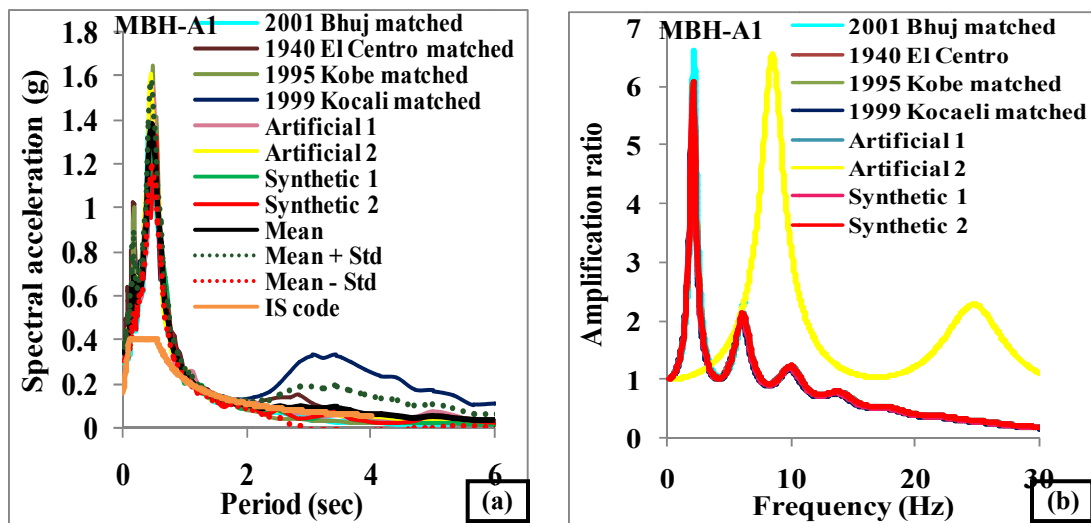 MBH-A1
2001 Bhuj matched
1940 El Centro matched
1995 Kobe matched
1999 Kocali matched
Artificial 1
Artificial 2
Synthetic 1
Synthetic 2
Mean
Mean + Std
Mean - Std
IS code
Spectral acceleration (g)
1.8
1.6
1.4
1.2
1
0.8
0.6
0.4
0.2
0
0 2 4 6
Period (sec)
(a)
MBH-A1
2001 Bhuj matched
1940 El Centro
1995 Kobe matched
1999 Kocaeli matched
Artificial 1
Artificial 2
Synthetic 1
Synthetic 2
Amplification ratio
7
6
5
4
3
2
1
0
0 10 20 30
Frequency (Hz)
(b)